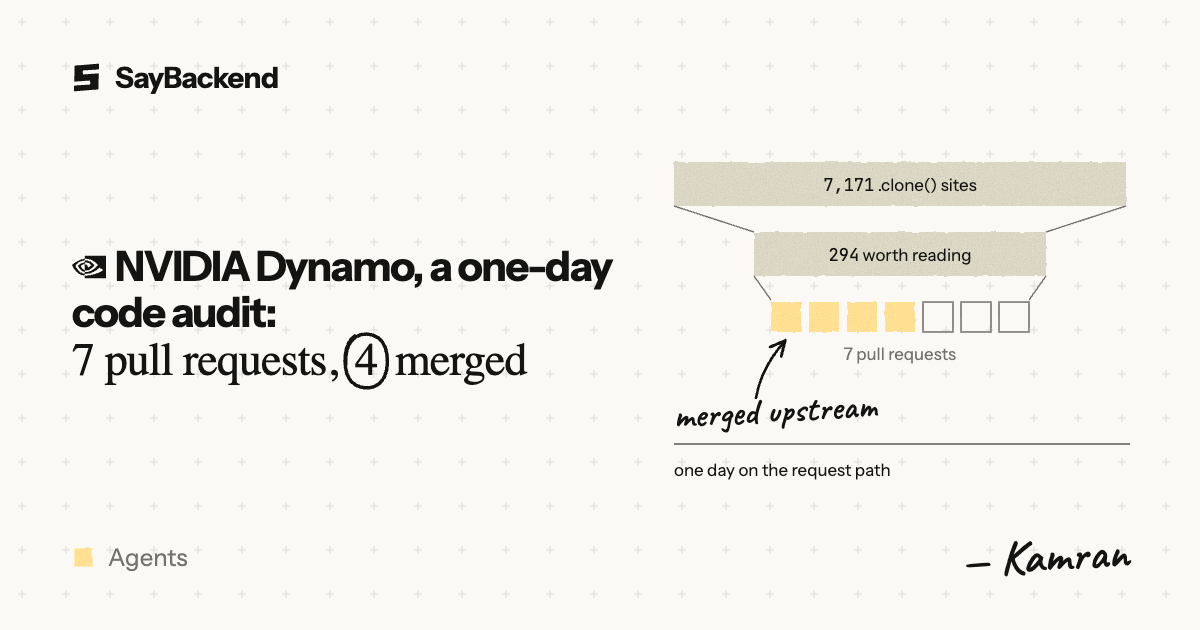 SayBackend
NVIDIA Dynamo, a one-day
code audit:
7 pull requests, 4 merged
7,171 .clone() sites
294 worth reading
7 pull requests
merged upstream
one day on the request path
Agents
– Kamran